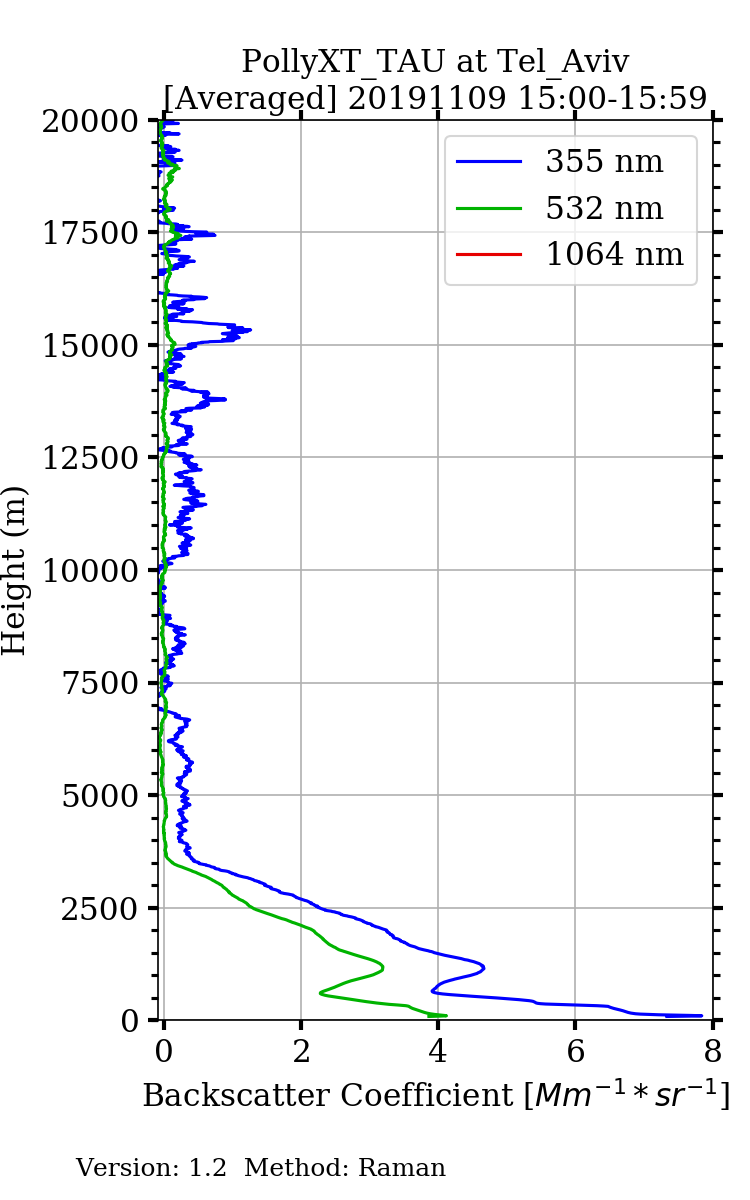 PollyXT_TAU at Tel_Aviv
[Averaged] 20191109 15:00-15:59
355 nm
532 nm
1064 nm
20000
17500
15000
12500
10000
7500
5000
2500
0
Height (m)
0 2 4 6 8
Backscatter Coefficient [Mm⁻¹ * sr⁻¹]
Version: 1.2 Method: Raman